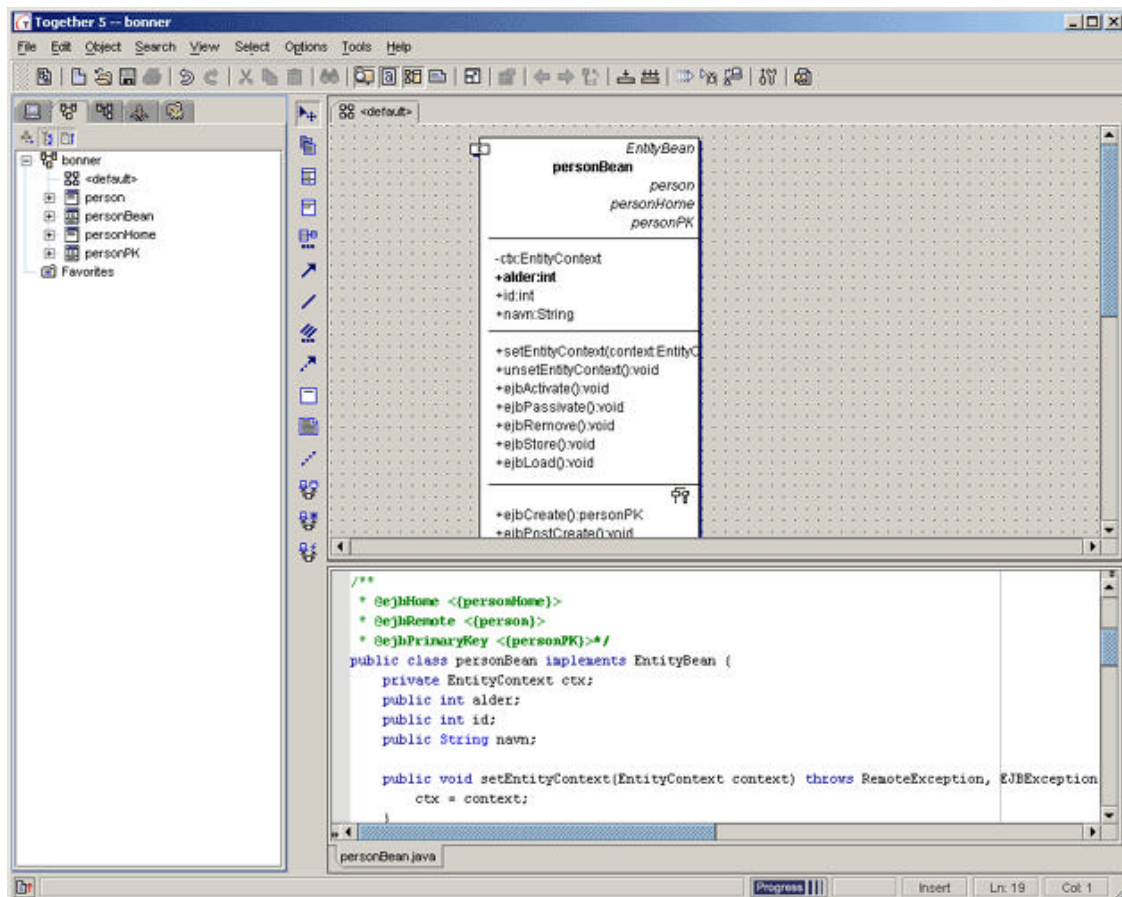 Together 5 -- bonner
File Edit Object Search View Select Options Tools Help
<default>
bonner
<default>
person
personBean
personHome
personPK
Favorites
EntityBean
personBean
person
personHome
personPK
-ctx:EntityContext
+alder:int
+id:int
+navn:String
+setEntityContext(context:EntityC
+unsetEntityContext():void
+ejbActivate():void
+ejbPassivate():void
+ejbRemove():void
+ejbStore():void
+ejbLoad():void
+ejbCreate():personPK
+ejbPostCreate():void
/**
* @ejbHome <{personHome}>
* @ejbRemote <{person}>
* @ejbPrimaryKey <{personPK}>*/
public class personBean implements EntityBean {
private EntityContext ctx;
public int alder;
public int id;
public String navn;
public void setEntityContext(EntityContext context) throws RemoteException, EJBException
ctx = context;
}
personBean.java
Progress Insert Ln: 19 Col: 1